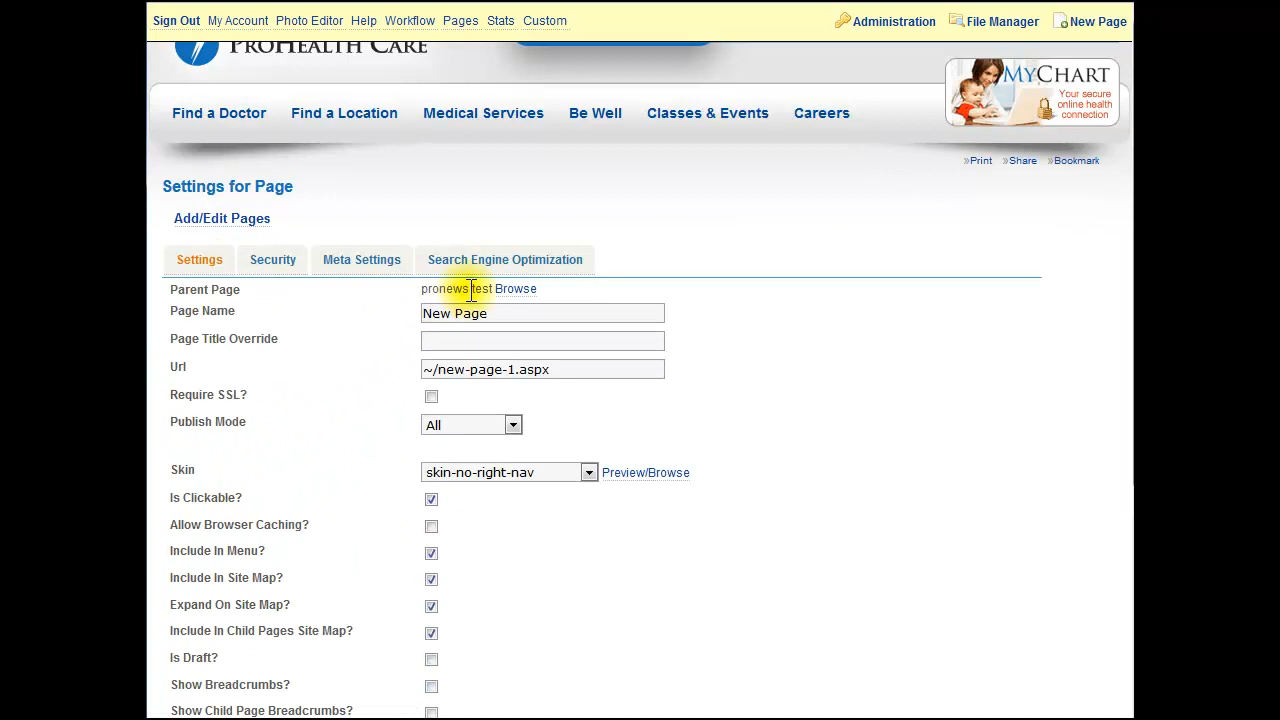 Sign Out My Account Photo Editor Help Workflow Pages Stats Custom Administration File Manager New Page
PROHEALTH CARE
MYCHART
Your secure
online health
connection
Find a Doctor Find a Location Medical Services Be Well Classes & Events Careers
»Print »Share »Bookmark
Settings for Page
Add/Edit Pages
Settings Security Meta Settings Search Engine Optimization
Parent Page pronews test Browse
Page Name New Page
Page Title Override
Url ~/new-page-1.aspx
Require SSL?
Publish Mode All
Skin skin-no-right-nav Preview/Browse
Is Clickable?
Allow Browser Caching?
Include In Menu?
Include In Site Map?
Expand On Site Map?
Include In Child Pages Site Map?
Is Draft?
Show Breadcrumbs?
Show Child Page Breadcrumbs?